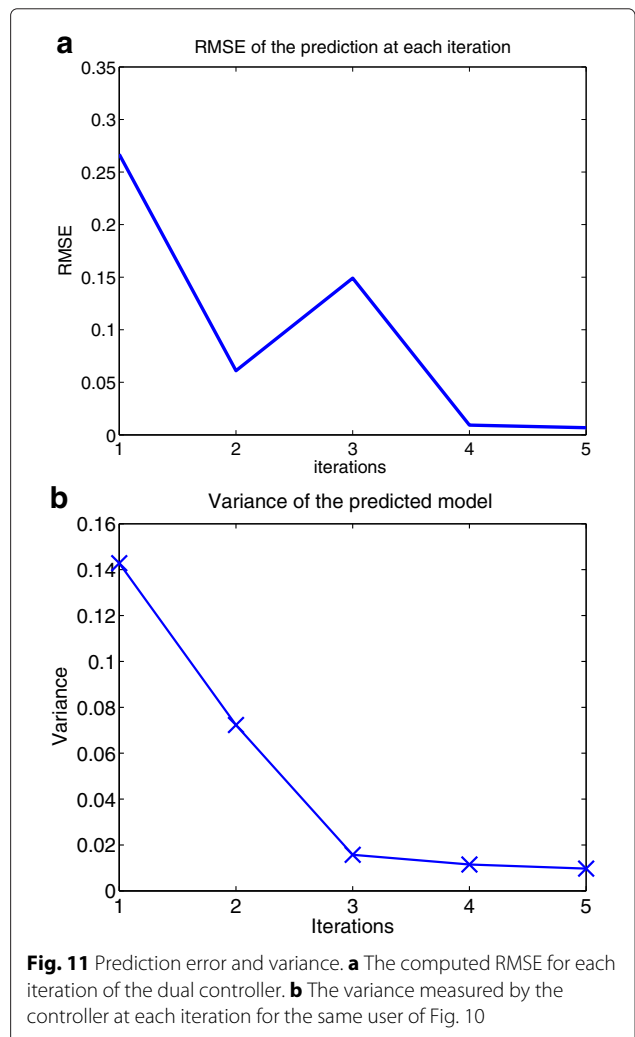 a
RMSE of the prediction at each iteration
0.35
0.3
0.25
0.2
0.15
0.1
0.05
0
RMSE
1 2 3 4 5
iterations
b
Variance of the predicted model
0.16
0.14
0.12
0.1
0.08
0.06
0.04
0.02
0
Variance
1 2 3 4 5
Iterations
Fig. 11 Prediction error and variance. a The computed RMSE for each
iteration of the dual controller. b The variance measured by the
controller at each iteration for the same user of Fig. 10